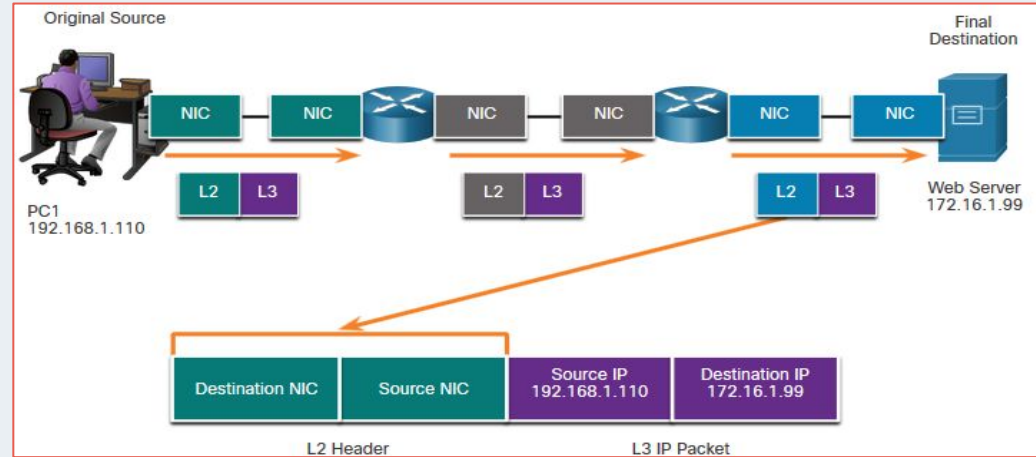 Original Source
Final
Destination
NIC
NIC
NIC
NIC
NIC
NIC
L2 L3
L2 L3
L2 L3
PC1
192.168.1.110
Web Server
172.16.1.99
Destination NIC
Source NIC
Source IP
192.168.1.110
Destination IP
172.16.1.99
L2 Header
L3 IP Packet